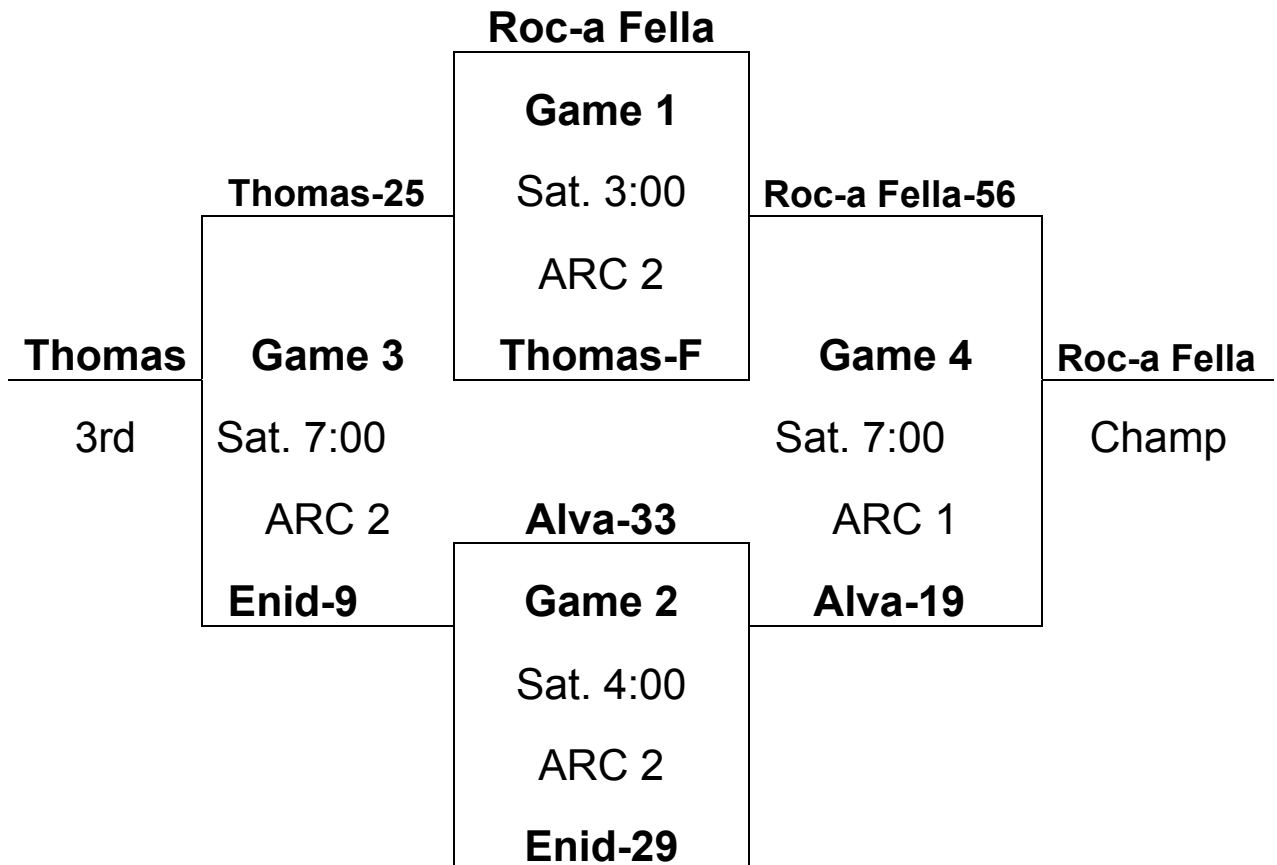 Roc-a Fella
Game 1
Thomas-25 Sat. 3:00 Roc-a Fella-56
ARC 2
Thomas Game 3 Thomas-F Game 4 Roc-a Fella
3rd Sat. 7:00 Sat. 7:00 Champ
ARC 2 Alva-33 ARC 1
Enid-9 Game 2 Alva-19
Sat. 4:00
ARC 2
Enid-29